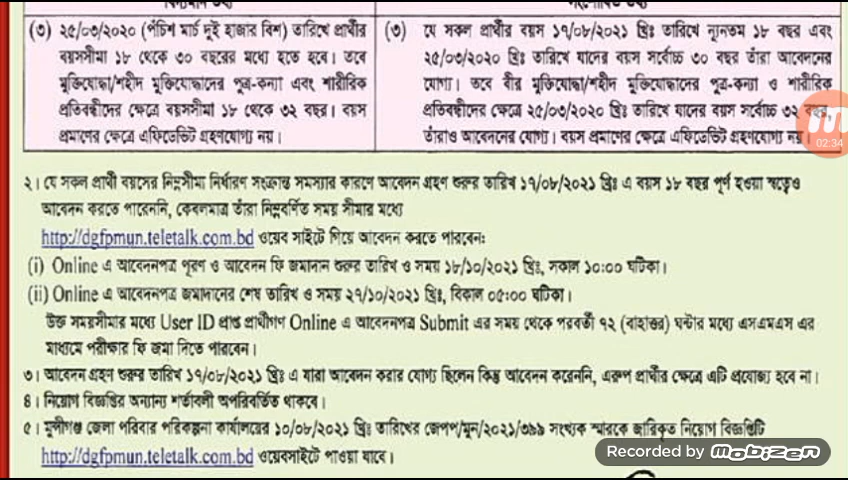 বিদ্যমান তথ্য
সংশোধিত তথ্য
(৩) ২৫/০৩/২০২০ (পঁচিশ মার্চ দুই হাজার বিশ) তারিখে প্রার্থীর
বয়সসীমা ১৮ থেকে ৩০ বছরের মধ্যে হতে হবে। তবে
মুক্তিযোদ্ধা/শহীদ মুক্তিযোদ্ধাদের পুত্র-কন্যা এবং শারীরিক
প্রতিবন্ধীদের ক্ষেত্রে বয়সসীমা ১৮ থেকে ৩২ বছর। বয়স
প্রমাণের ক্ষেত্রে এফিডেভিট গ্রহণযোগ্য নয়।
(৩) যে সকল প্রার্থীর বয়স ১৭/০৮/২০২১ খ্রিঃ তারিখে ন্যূনতম ১৮ বছর এবং
২৫/০৩/২০২০ খ্রিঃ তারিখে যাদের বয়স সর্বোচ্চ ৩০ বছর তাঁরা আবেদনের
যোগ্য। তবে বীর মুক্তিযোদ্ধা/শহীদ মুক্তিযোদ্ধাদের পুত্র-কন্যা ও শারীরিক
প্রতিবন্ধীদের ক্ষেত্রে ২৫/০৩/২০২০ খ্রিঃ তারিখে যাদের বয়স সর্বোচ্চ ৩২ বছর,
তাঁরাও আবেদনের যোগ্য। বয়স প্রমাণের ক্ষেত্রে এফিডেভিট গ্রহণযোগ্য নয়।
02:34
২। যে সকল প্রার্থী বয়সের নিম্নসীমা নির্ধারণ সংক্রান্ত সমস্যার কারণে আবেদন গ্রহণ শুরুর তারিখ ১৭/০৮/২০২১ খ্রিঃ এ বয়স ১৮ বছর পূর্ণ হওয়া স্বত্বেও
আবেদন করতে পারেননি, কেবলমাত্র তাঁরা নিম্নবর্ণিত সময় সীমার মধ্যে
http://dgfpmun.teletalk.com.bd ওয়েব সাইটে গিয়ে আবেদন করতে পারবেন:
(i) Online এ আবেদনপত্র পূরণ ও আবেদন ফি জমাদান শুরুর তারিখ ও সময় ১৮/১০/২০২১ খ্রিঃ, সকাল ১০:০০ ঘটিকা।
(ii) Online এ আবেদনপত্র জমাদানের শেষ তারিখ ও সময় ২৭/১০/২০২১ খ্রিঃ, বিকাল ০৫:০০ ঘটিকা।
উক্ত সময়সীমার মধ্যে User ID প্রাপ্ত প্রার্থীগণ Online এ আবেদনপত্র Submit এর সময় থেকে পরবর্তী ৭২ (বাহাত্তর) ঘন্টার মধ্যে এসএমএস এর
মাধ্যমে পরীক্ষার ফি জমা দিতে পারবেন।
৩। আবেদন গ্রহণ শুরুর তারিখ ১৭/০৮/২০২১ খ্রিঃ এ যারা আবেদন করার যোগ্য ছিলেন কিন্তু আবেদন করেননি, এরুপ প্রার্থীর ক্ষেত্রে এটি প্রযোজ্য হবে না।
৪। নিয়োগ বিজ্ঞপ্তির অন্যান্য শর্তাবলী অপরিবর্তিত থাকবে।
৫। মুন্সীগঞ্জ জেলা পরিবার পরিকল্পনা কার্যালয়ের ১০/০৮/২০২১ খ্রিঃ তারিখের জেপপ/মুন/২০২১/৩৯৯ সংখ্যক স্মারকে জারিকৃত নিয়োগ বিজ্ঞপ্তিটি
http://dgfpmun.teletalk.com.bd ওয়েবসাইটে পাওয়া যাবে।
Recorded by mobizen